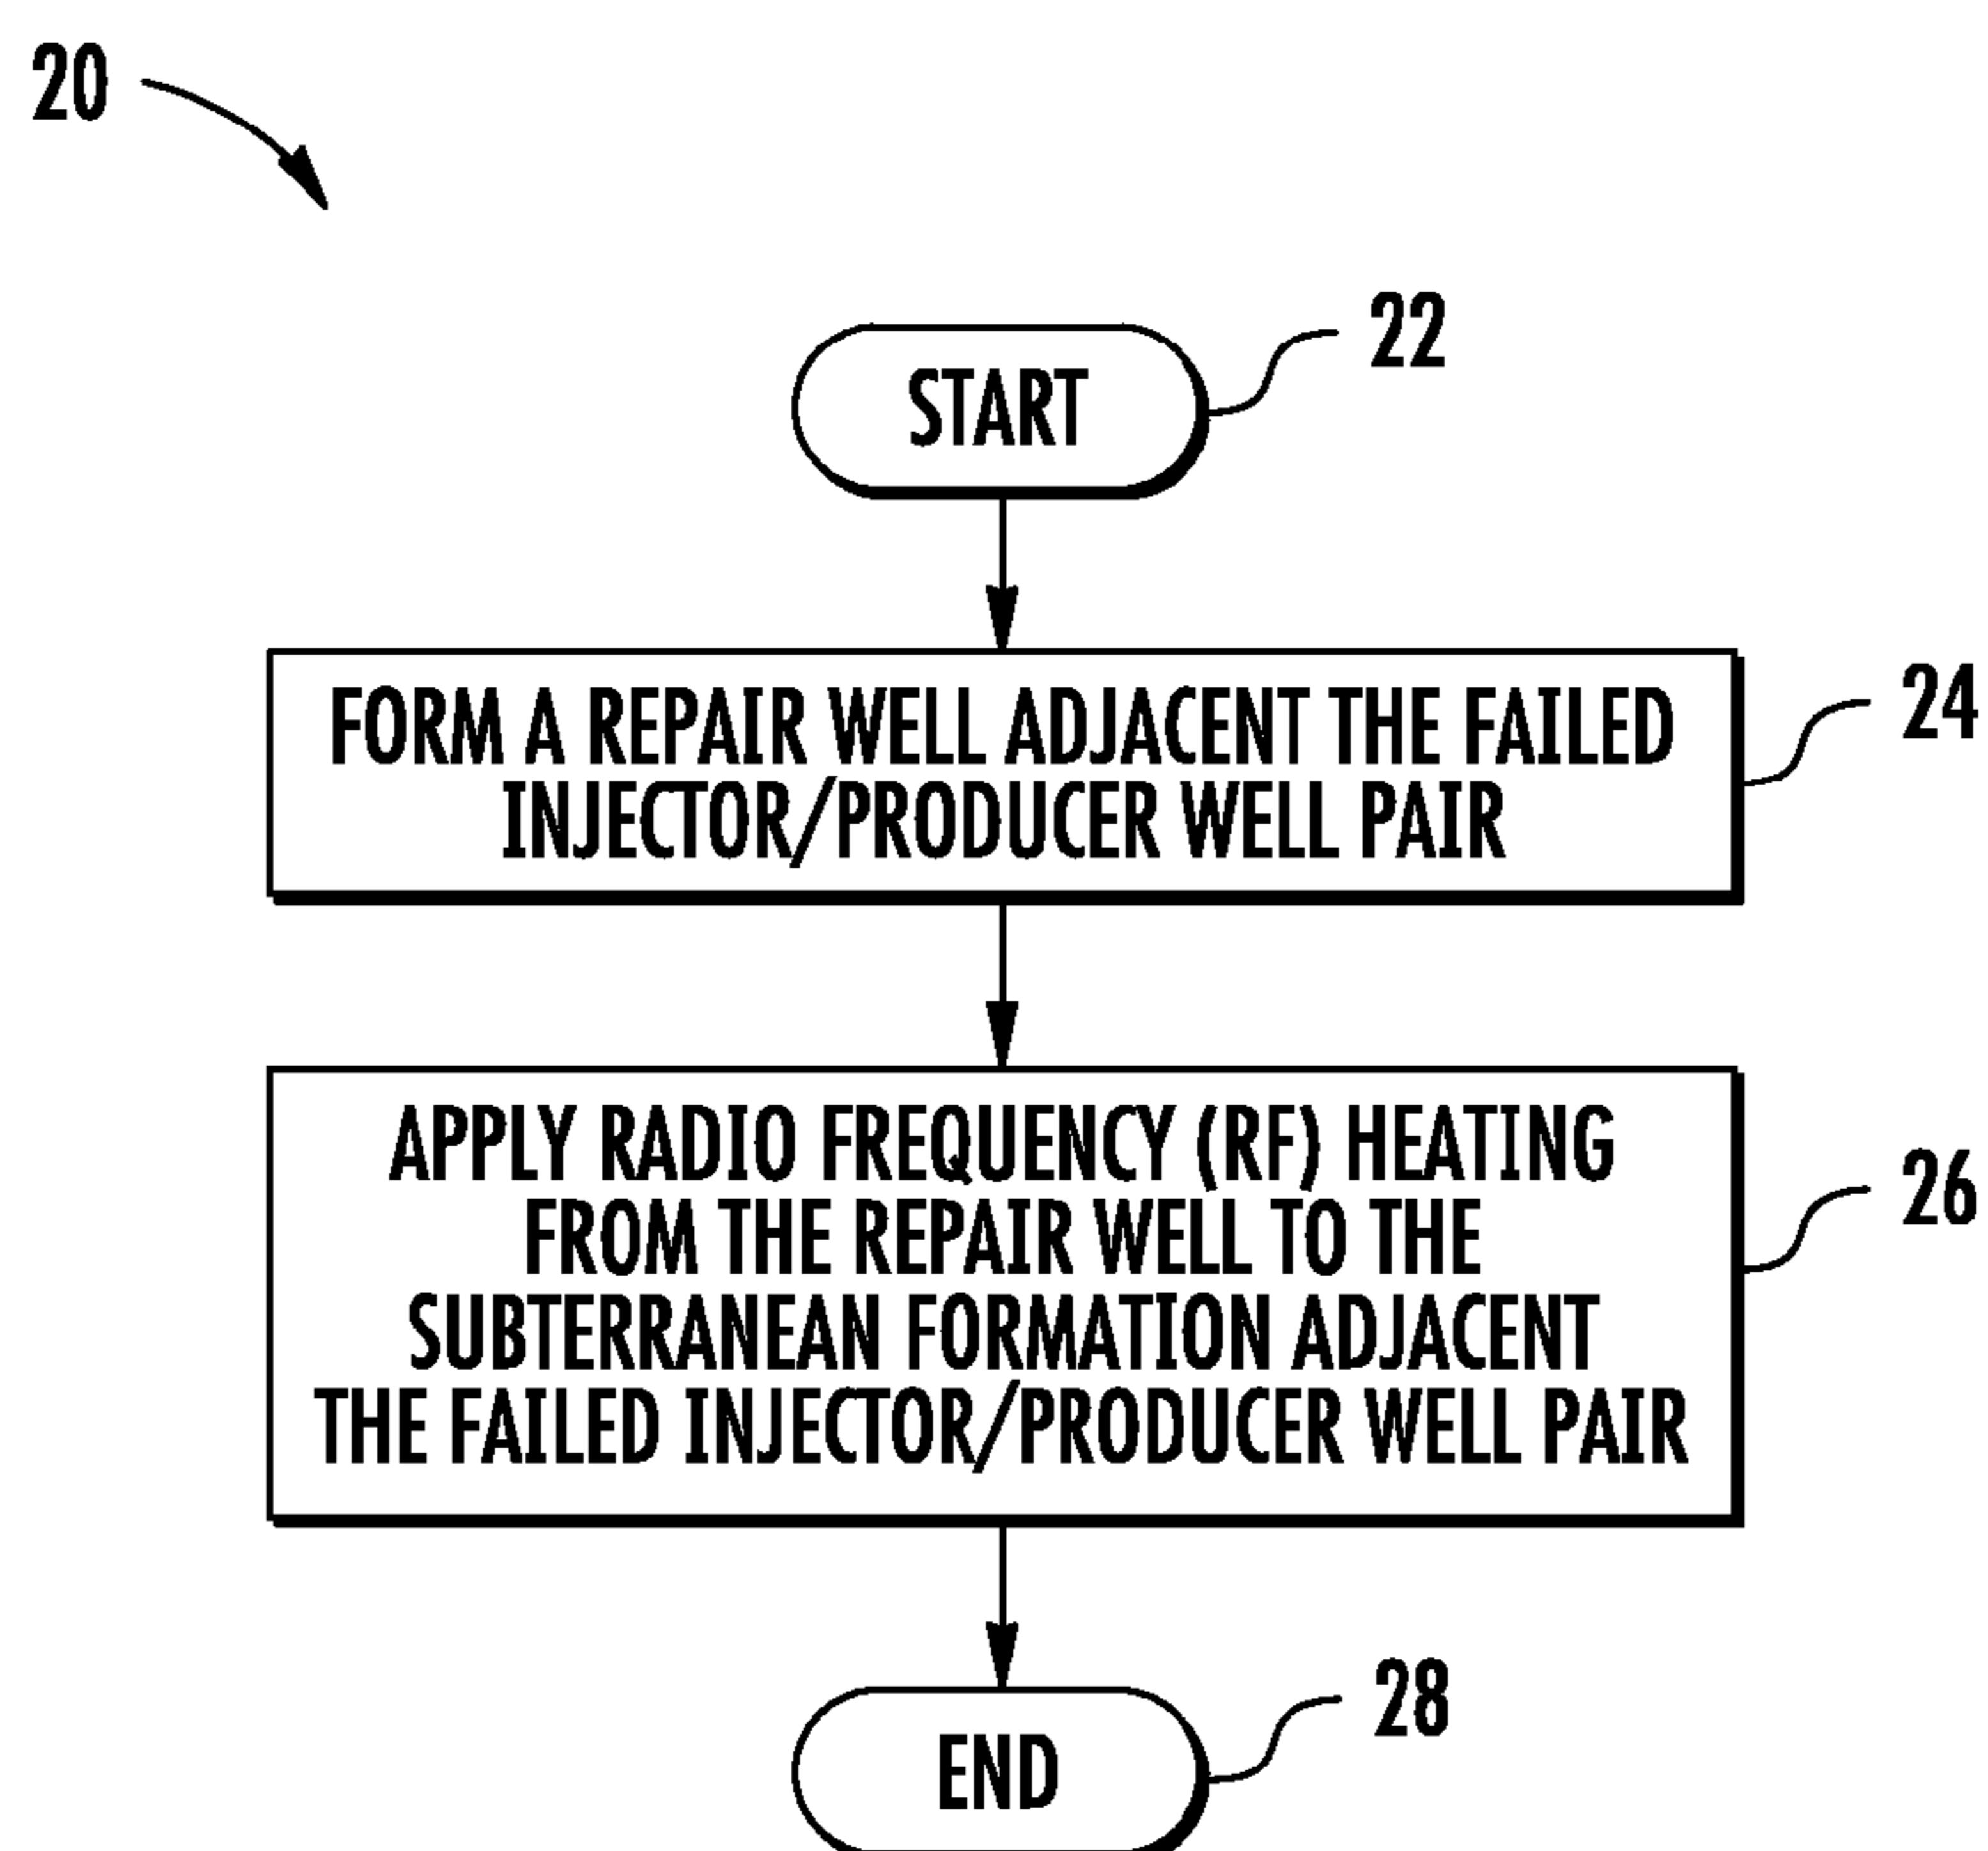 20
START
22
FORM A REPAIR WELL ADJACENT THE FAILED
INJECTOR/PRODUCER WELL PAIR
24
APPLY RADIO FREQUENCY (RF) HEATING
FROM THE REPAIR WELL TO THE
SUBTERRANEAN FORMATION ADJACENT
THE FAILED INJECTOR/PRODUCER WELL PAIR
26
END
28